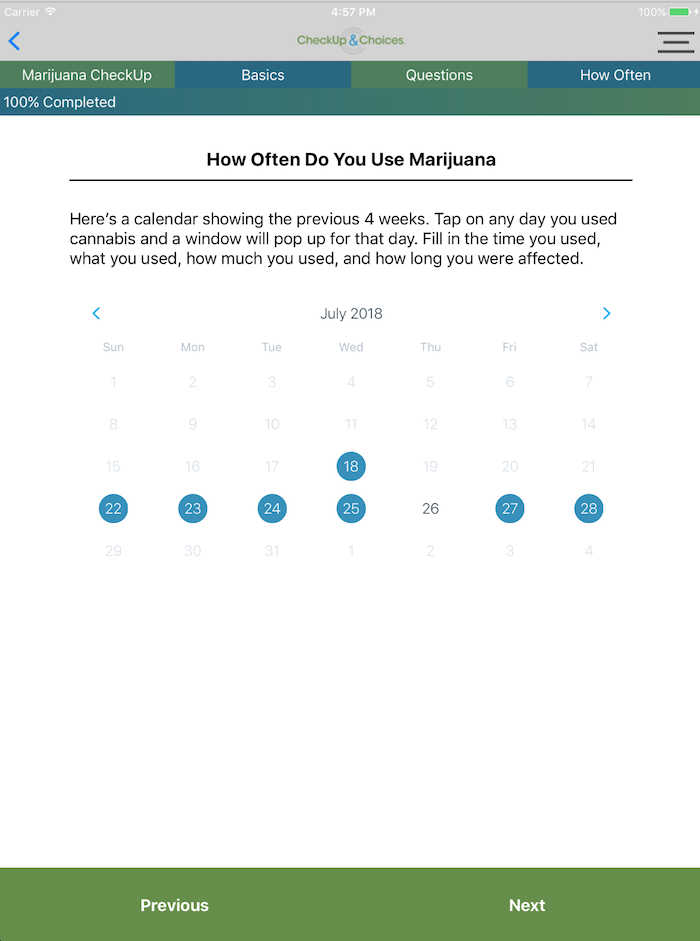 Carrier 4:57 PM 100%
CheckUp & Choices
Marijuana CheckUp Basics Questions How Often
100% Completed
How Often Do You Use Marijuana
Here’s a calendar showing the previous 4 weeks. Tap on any day you used
cannabis and a window will pop up for that day. Fill in the time you used,
what you used, how much you used, and how long you were affected.
July 2018
Sun Mon Tue Wed Thu Fri Sat
1 2 3 4 5 6 7
8 9 10 11 12 13 14
15 16 17 18 19 20 21
22 23 24 25 26 27 28
29 30 31 1 2 3 4
Previous Next